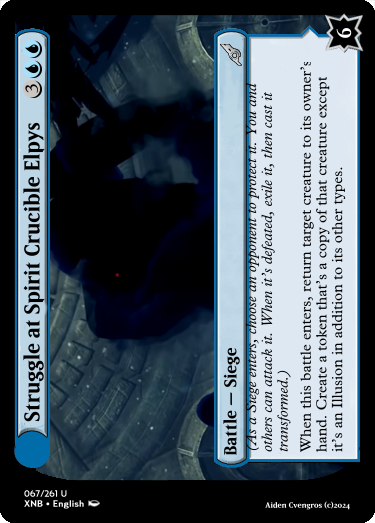 Struggle at Spirit Crucible Elpys 3
Battle — Siege
(As a Siege enters, choose an opponent to protect it. You and
others can attack it. When it's defeated, exile it, then cast it
transformed.)
When this battle enters, return target creature to its owner's
hand. Create a token that's a copy of that creature except
it's an Illusion in addition to its other types.
6
067/261 U
XNB • English
Aiden Cvengros (c)2024